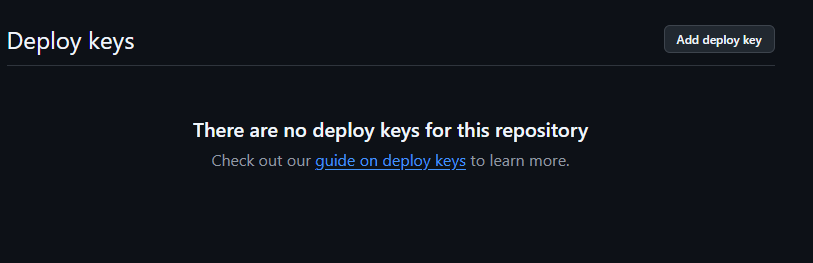 Deploy keys
Add deploy key
There are no deploy keys for this repository
Check out our guide on deploy keys to learn more.